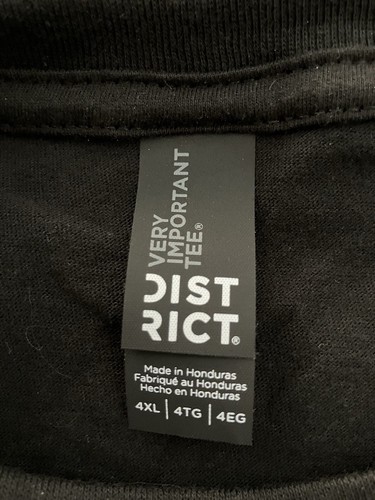 VERY
IMPORTANT
TEE®
DIST
RICT®
Made in Honduras
Fabriqué au Honduras
Hecho en Honduras
4XL | 4TG | 4EG